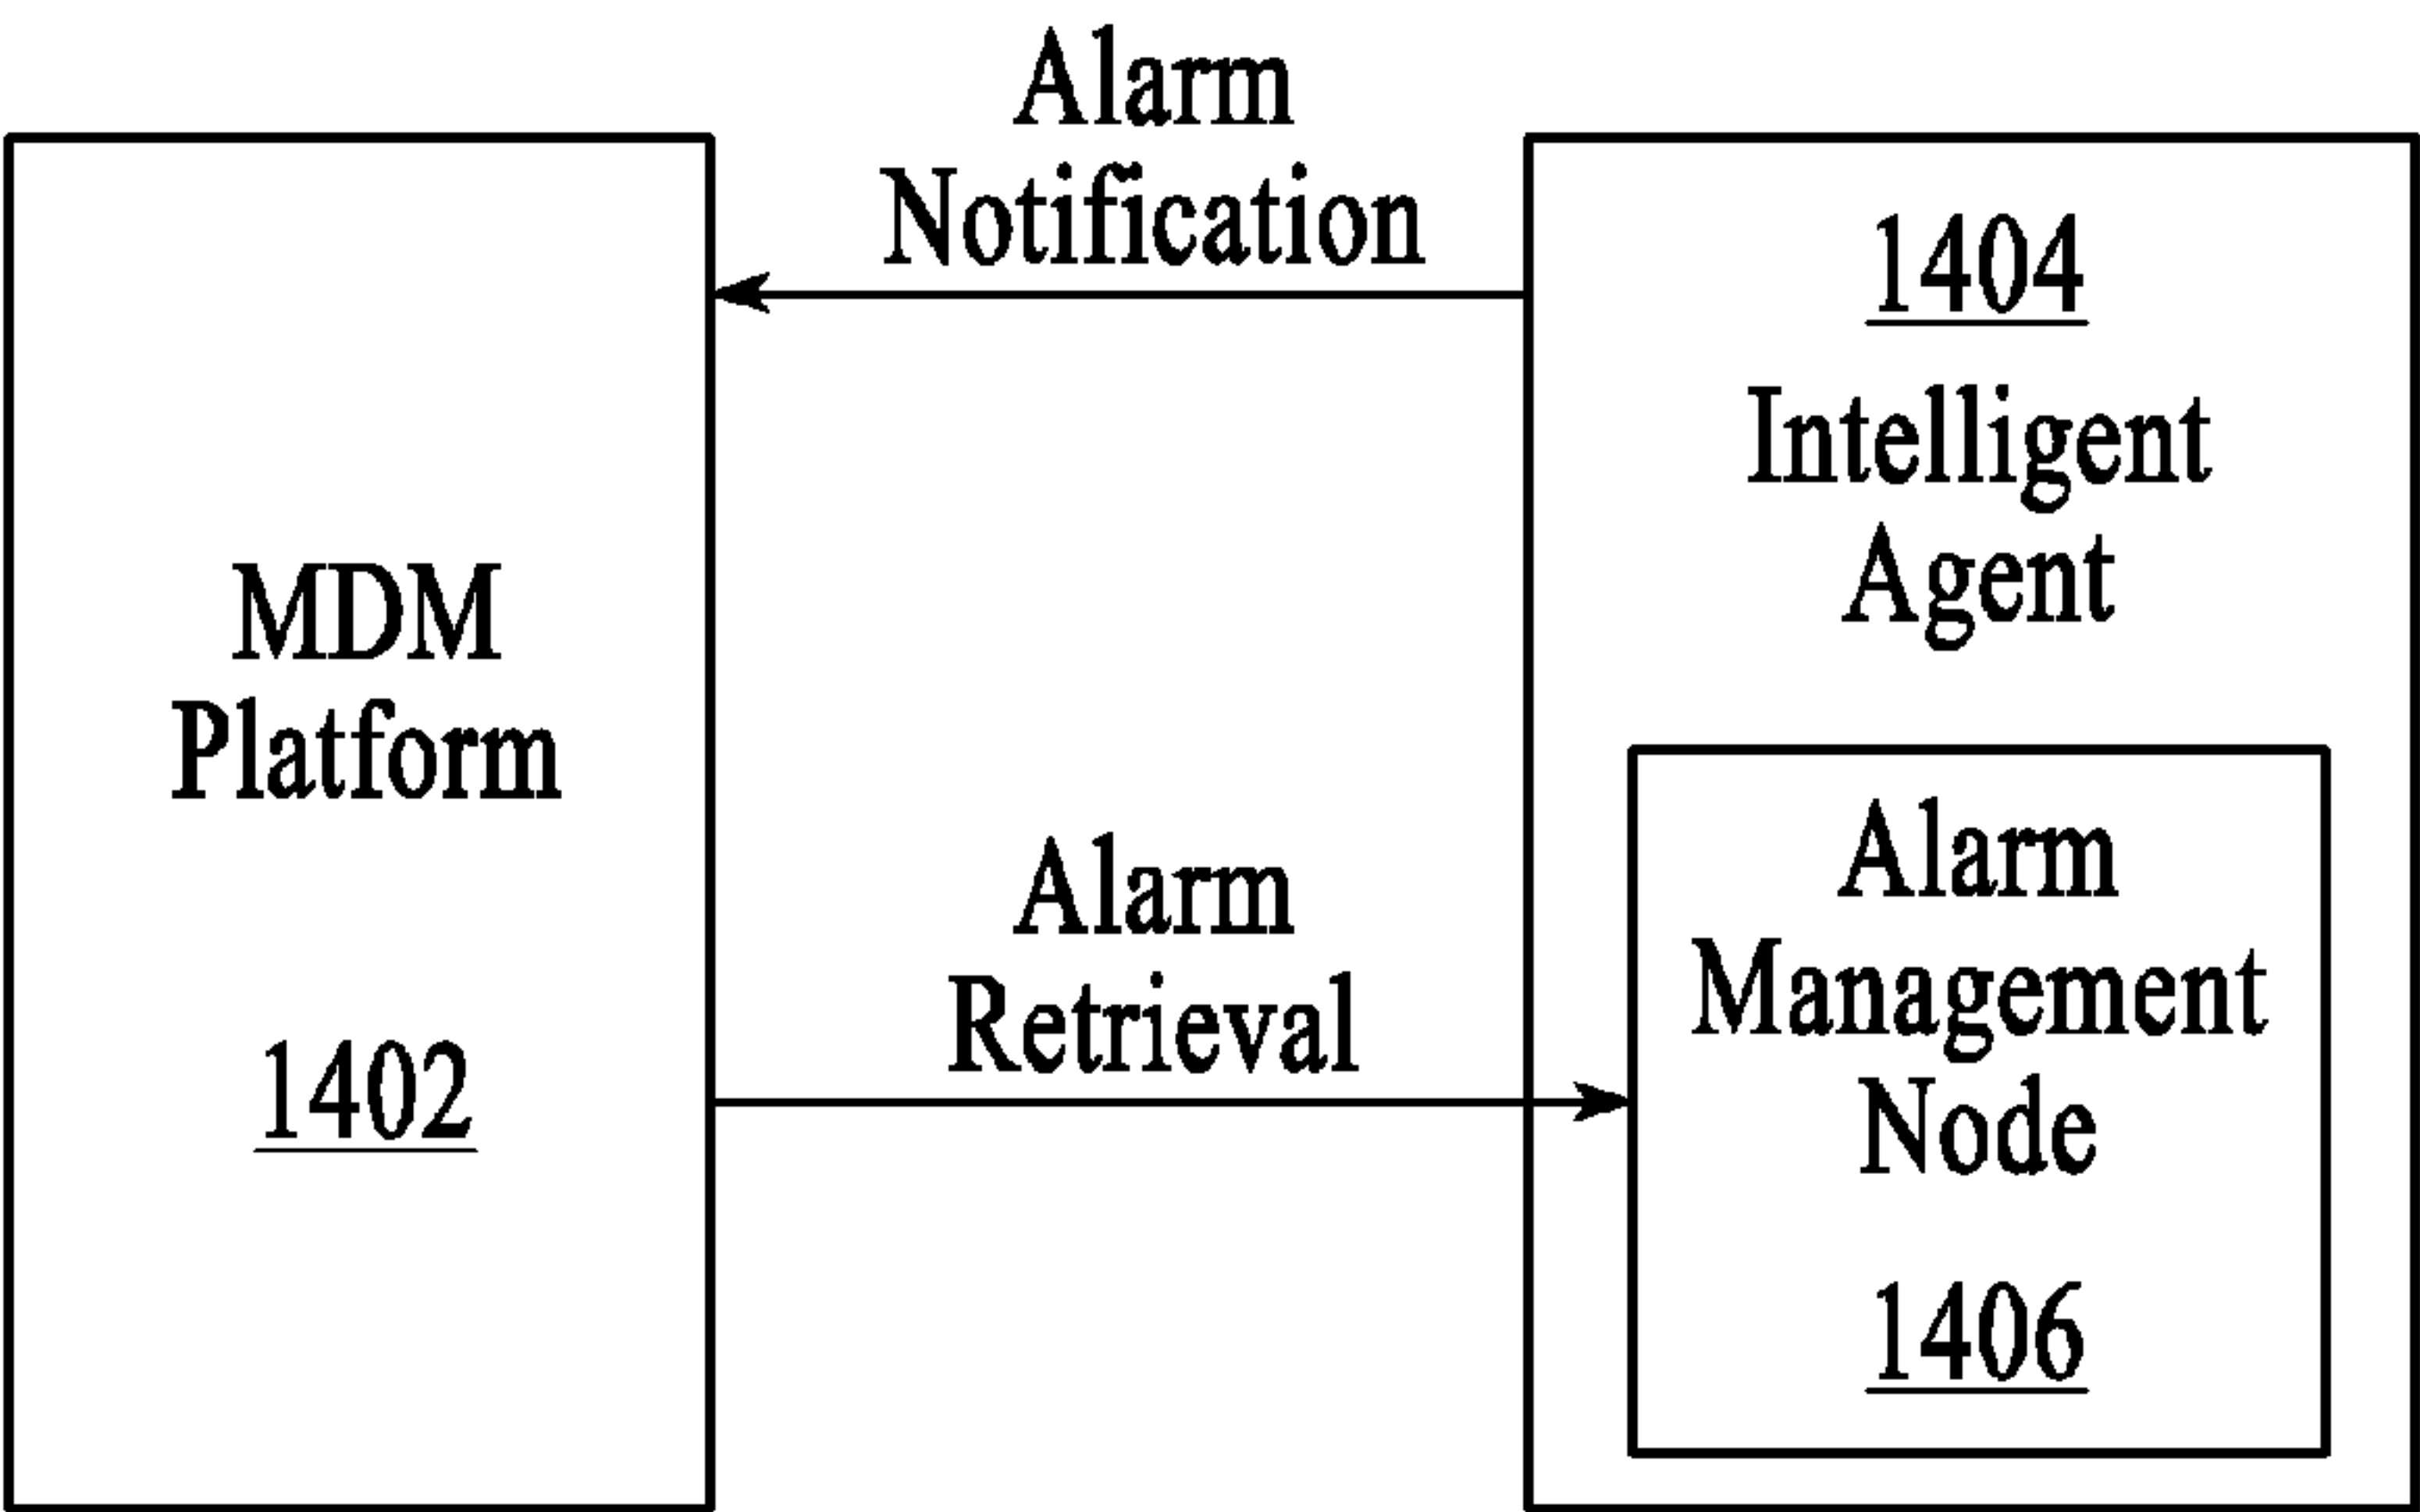 Alarm
Notification
MDM
Platform
1402
Alarm
Retrieval
1404
Intelligent
Agent
Alarm
Management
Node
1406